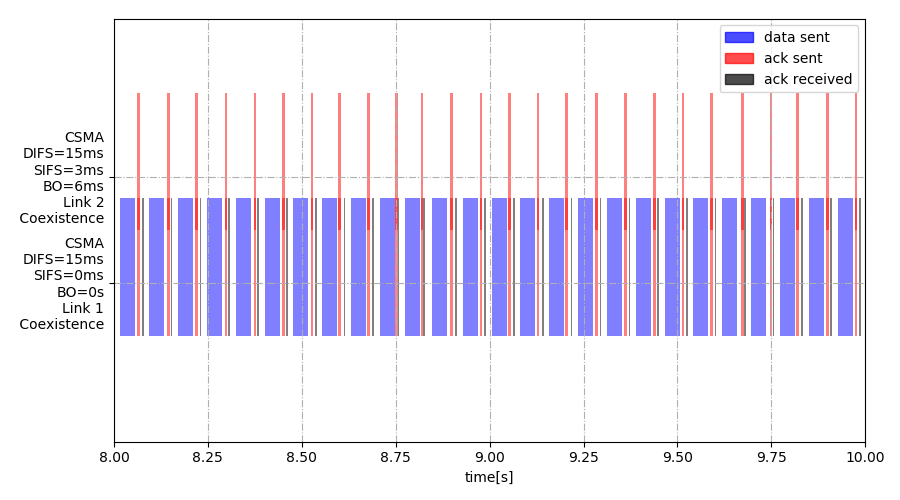 data sent
ack sent
ack received
CSMA
DIFS=15ms
SIFS=3ms
BO=6ms
Link 2
Coexistence
CSMA
DIFS=15ms
SIFS=0ms
BO=0s
Link 1
Coexistence
8.00 8.25 8.50 8.75 9.00 9.25 9.50 9.75 10.00
time[s]